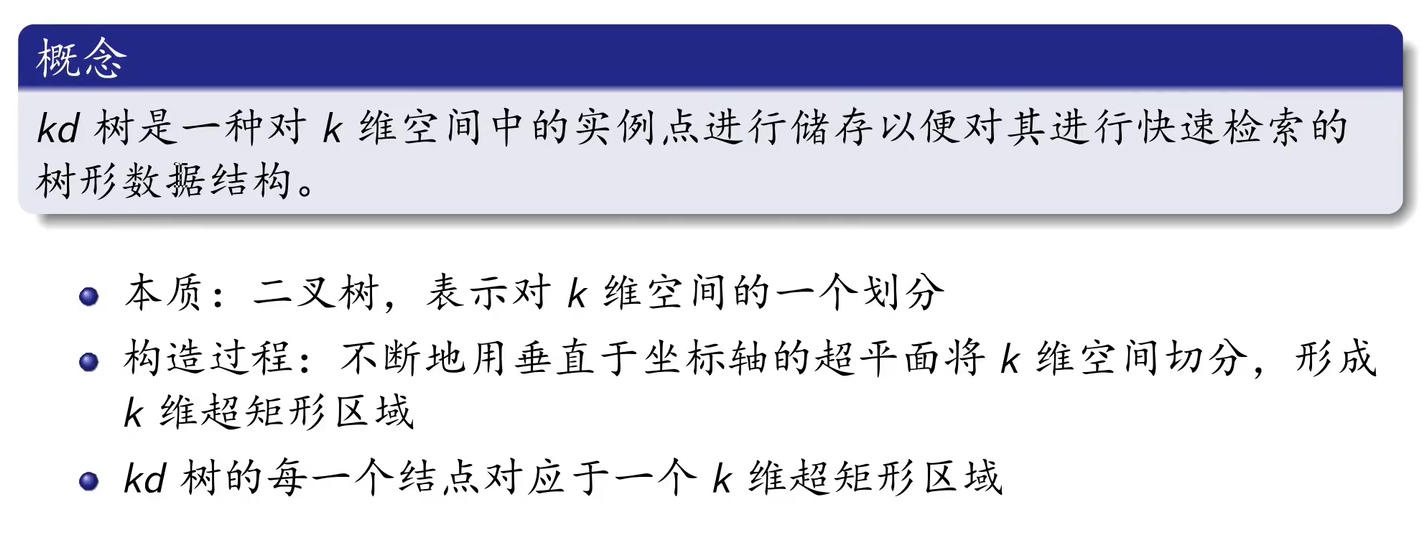 概念
kd 树是一种对 k 维空间中的实例点进行储存以便对其进行快速检索的
树形数据结构。
本质：二叉树，表示对 k 维空间的一个划分
构造过程：不断地用垂直于坐标轴的超平面将 k 维空间切分，形成
k 维超矩形区域
kd 树的每一个结点对应于一个 k 维超矩形区域